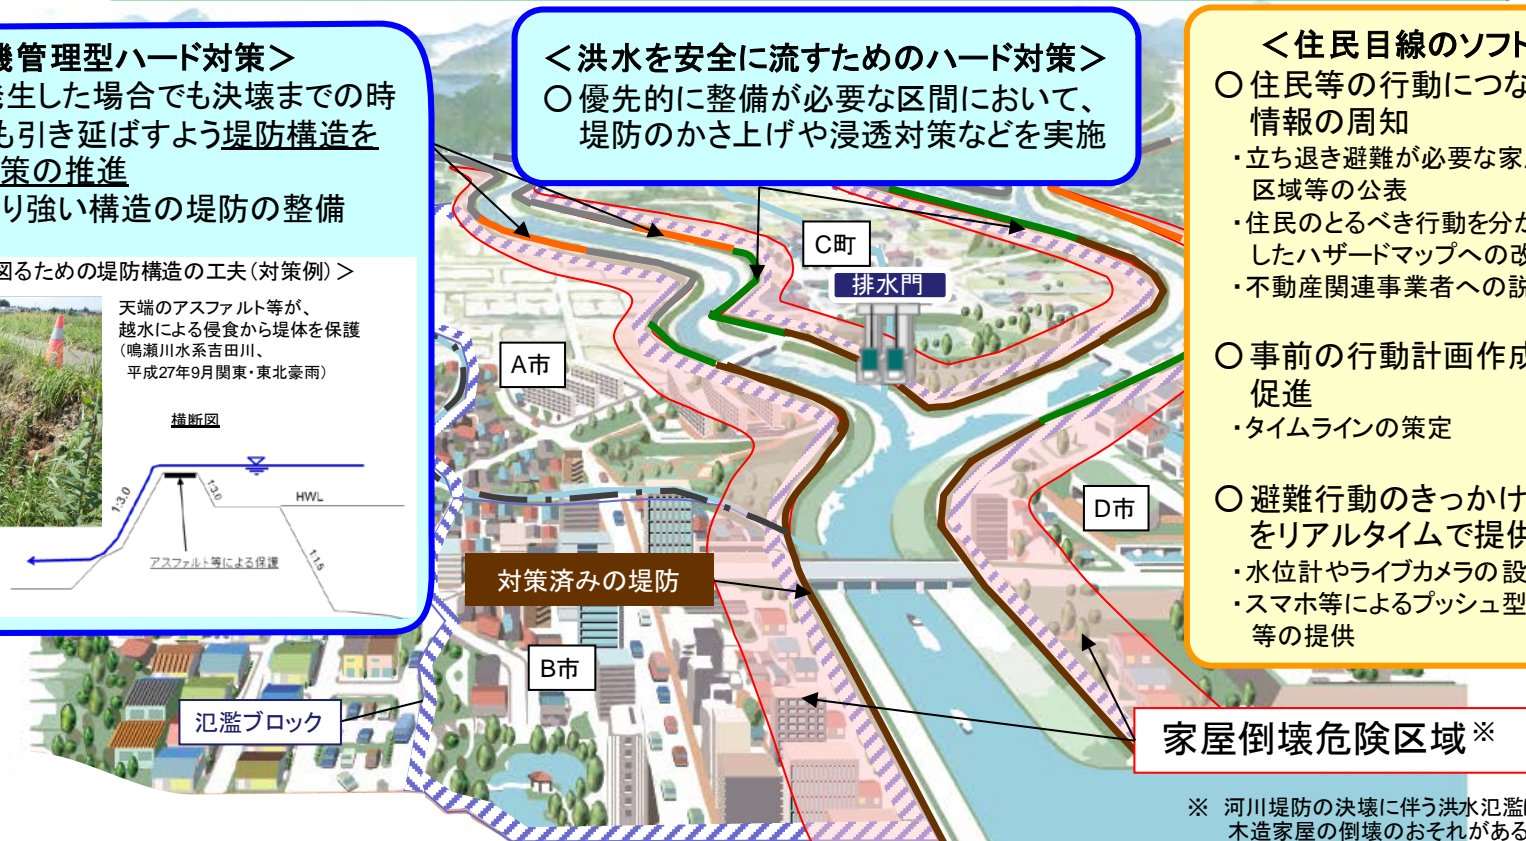 機管理型ハード対策＞
発生した場合でも決壊までの時
も引き延ばすよう堤防構造を
策の推進
り強い構造の堤防の整備
図るための堤防構造の工夫(対策例)＞
天端のアスファルト等が、
越水による侵食から堤体を保護
(鳴瀬川水系吉田川、
平成27年9月関東・東北豪雨)
横断図
1:3.0
1:3.0
HWL
1:1.5
アスファルト等による保護
＜洪水を安全に流すためのハード対策＞
○優先的に整備が必要な区間において、
堤防のかさ上げや浸透対策などを実施
＜住民目線のソフト
○住民等の行動につな
情報の周知
・立ち退き避難が必要な家
区域等の公表
・住民のとるべき行動を分か
したハザードマップへの改
・不動産関連事業者への説
○事前の行動計画作成
促進
・タイムラインの策定
○避難行動のきっかけ
をリアルタイムで提供
・水位計やライブカメラの設
・スマホ等によるプッシュ型
等の提供
C町
排水門
A市
D市
対策済みの堤防
B市
氾濫ブロック
家屋倒壊危険区域※
※ 河川堤防の決壊に伴う洪水氾濫
木造家屋の倒壊のおそれがある